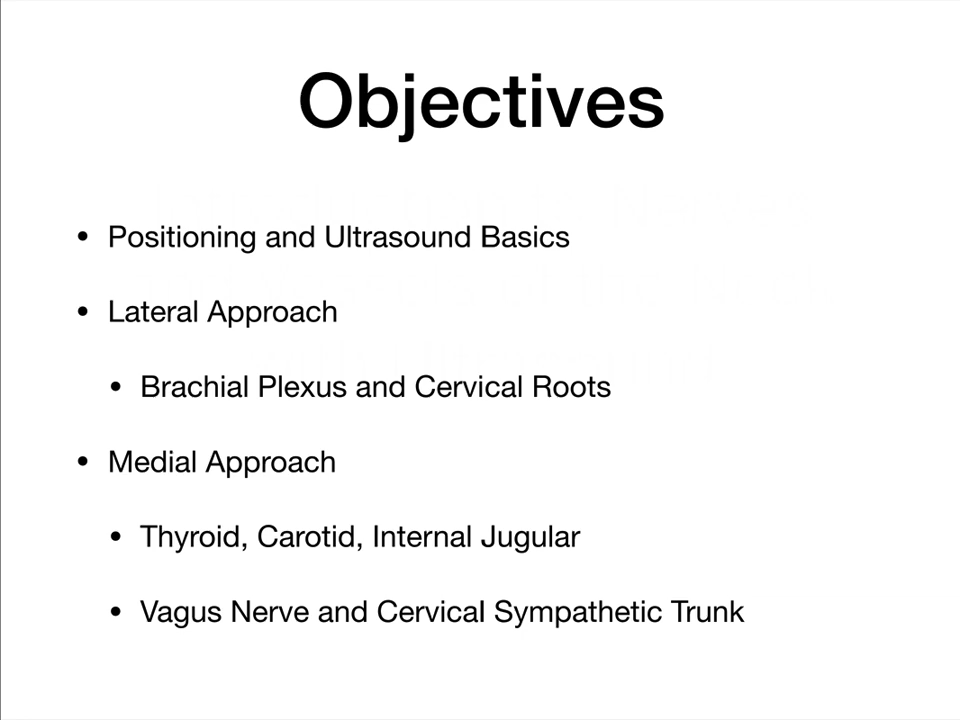 Objectives
• Positioning and Ultrasound Basics
• Lateral Approach
• Brachial Plexus and Cervical Roots
• Medial Approach
• Thyroid, Carotid, Internal Jugular
• Vagus Nerve and Cervical Sympathetic Trunk